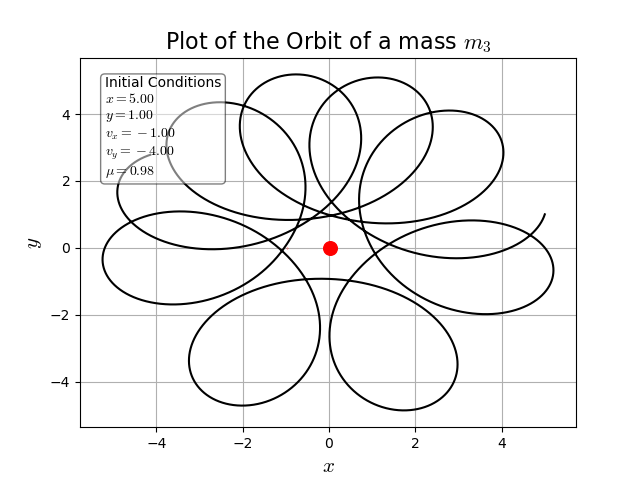 Plot of the Orbit of a mass m₃
Initial Conditions
x = 5.00
y = 1.00
vₓ = −1.00
v_y = −4.00
μ = 0.98
4
2
0
−2
−4
y
−4 −2 0 2 4
x